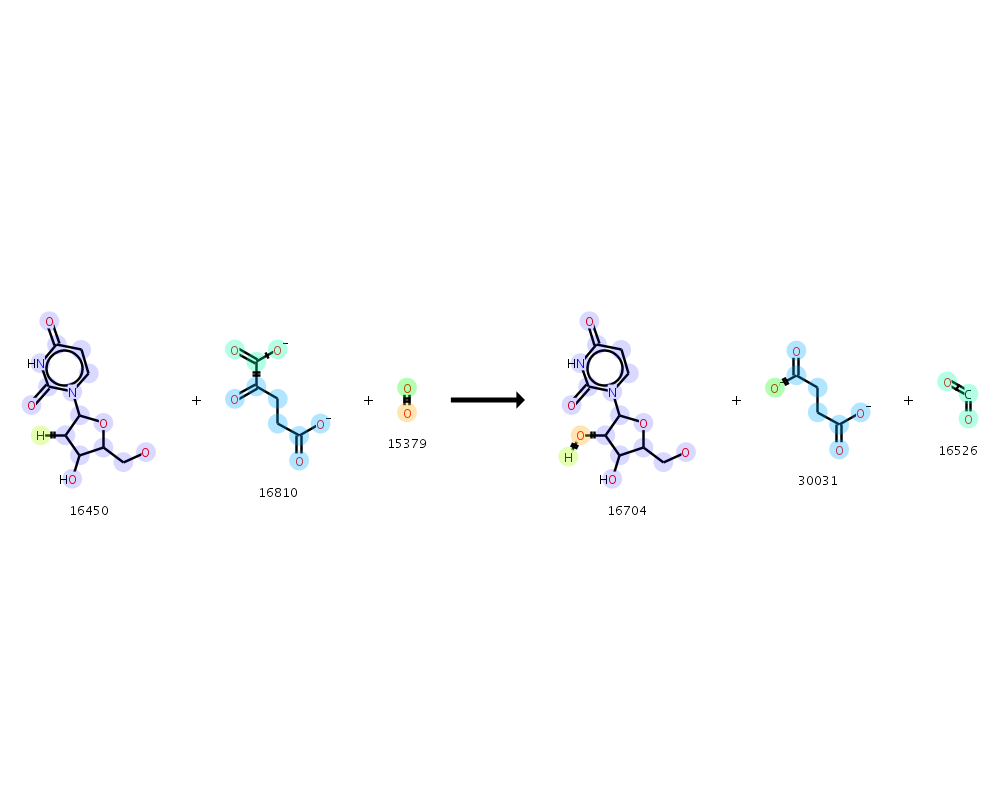 O O
HN HN
N N
O O
O O
H O
H
HO HO
O O
16450 16704
+
O O⁻
O
O⁻
O
16810
+
O
O
15379
+
O
O⁻
O⁻
O
30031
+
O
C
O
16526